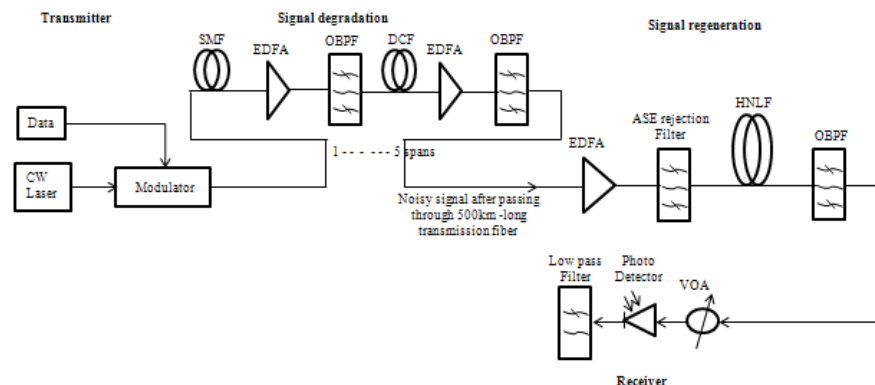 Transmitter
Signal degradation
Signal regeneration
SMF
EDFA
OBPF
DCF
EDFA
OBPF
HNLF
ASE rejection
Filter
OBPF
EDFA
Data
CW
Laser
Modulator
1 -- - --- 5 spans
Noisy signal after passing
through 500km -long
transmission fiber
Low pass
Filter
Photo
Detector
VOA
Receiver